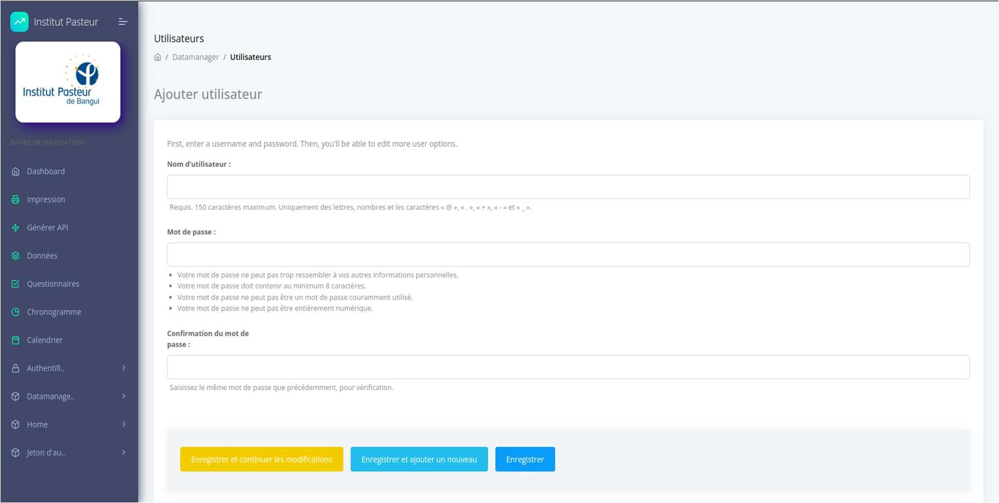 Institut Pasteur
Institut Pasteur
de Bangui
BARRE DE NAVIGATION
Dashboard
Impression
Générer API
Données
Questionnaires
Chronogramme
Calendrier
Authentifi..
Datamanage..
Home
Jeton d'au..
Utilisateurs
/ Datamanager / Utilisateurs
Ajouter utilisateur
First, enter a username and password. Then, you'll be able to edit more user options.
Nom d’utilisateur :
Requis. 150 caractères maximum. Uniquement des lettres, nombres et les caractères « @ », « . », « + », « - » et « _ ».
Mot de passe :
• Votre mot de passe ne peut pas trop ressembler à vos autres informations personnelles.
• Votre mot de passe doit contenir au minimum 8 caractères.
• Votre mot de passe ne peut pas être un mot de passe couramment utilisé.
• Votre mot de passe ne peut pas être entièrement numérique.
Confirmation du mot de
passe :
Saisissez le même mot de passe que précédemment, pour vérification.
Enregistrer et continuer les modifications
Enregistrer et ajouter un nouveau
Enregistrer